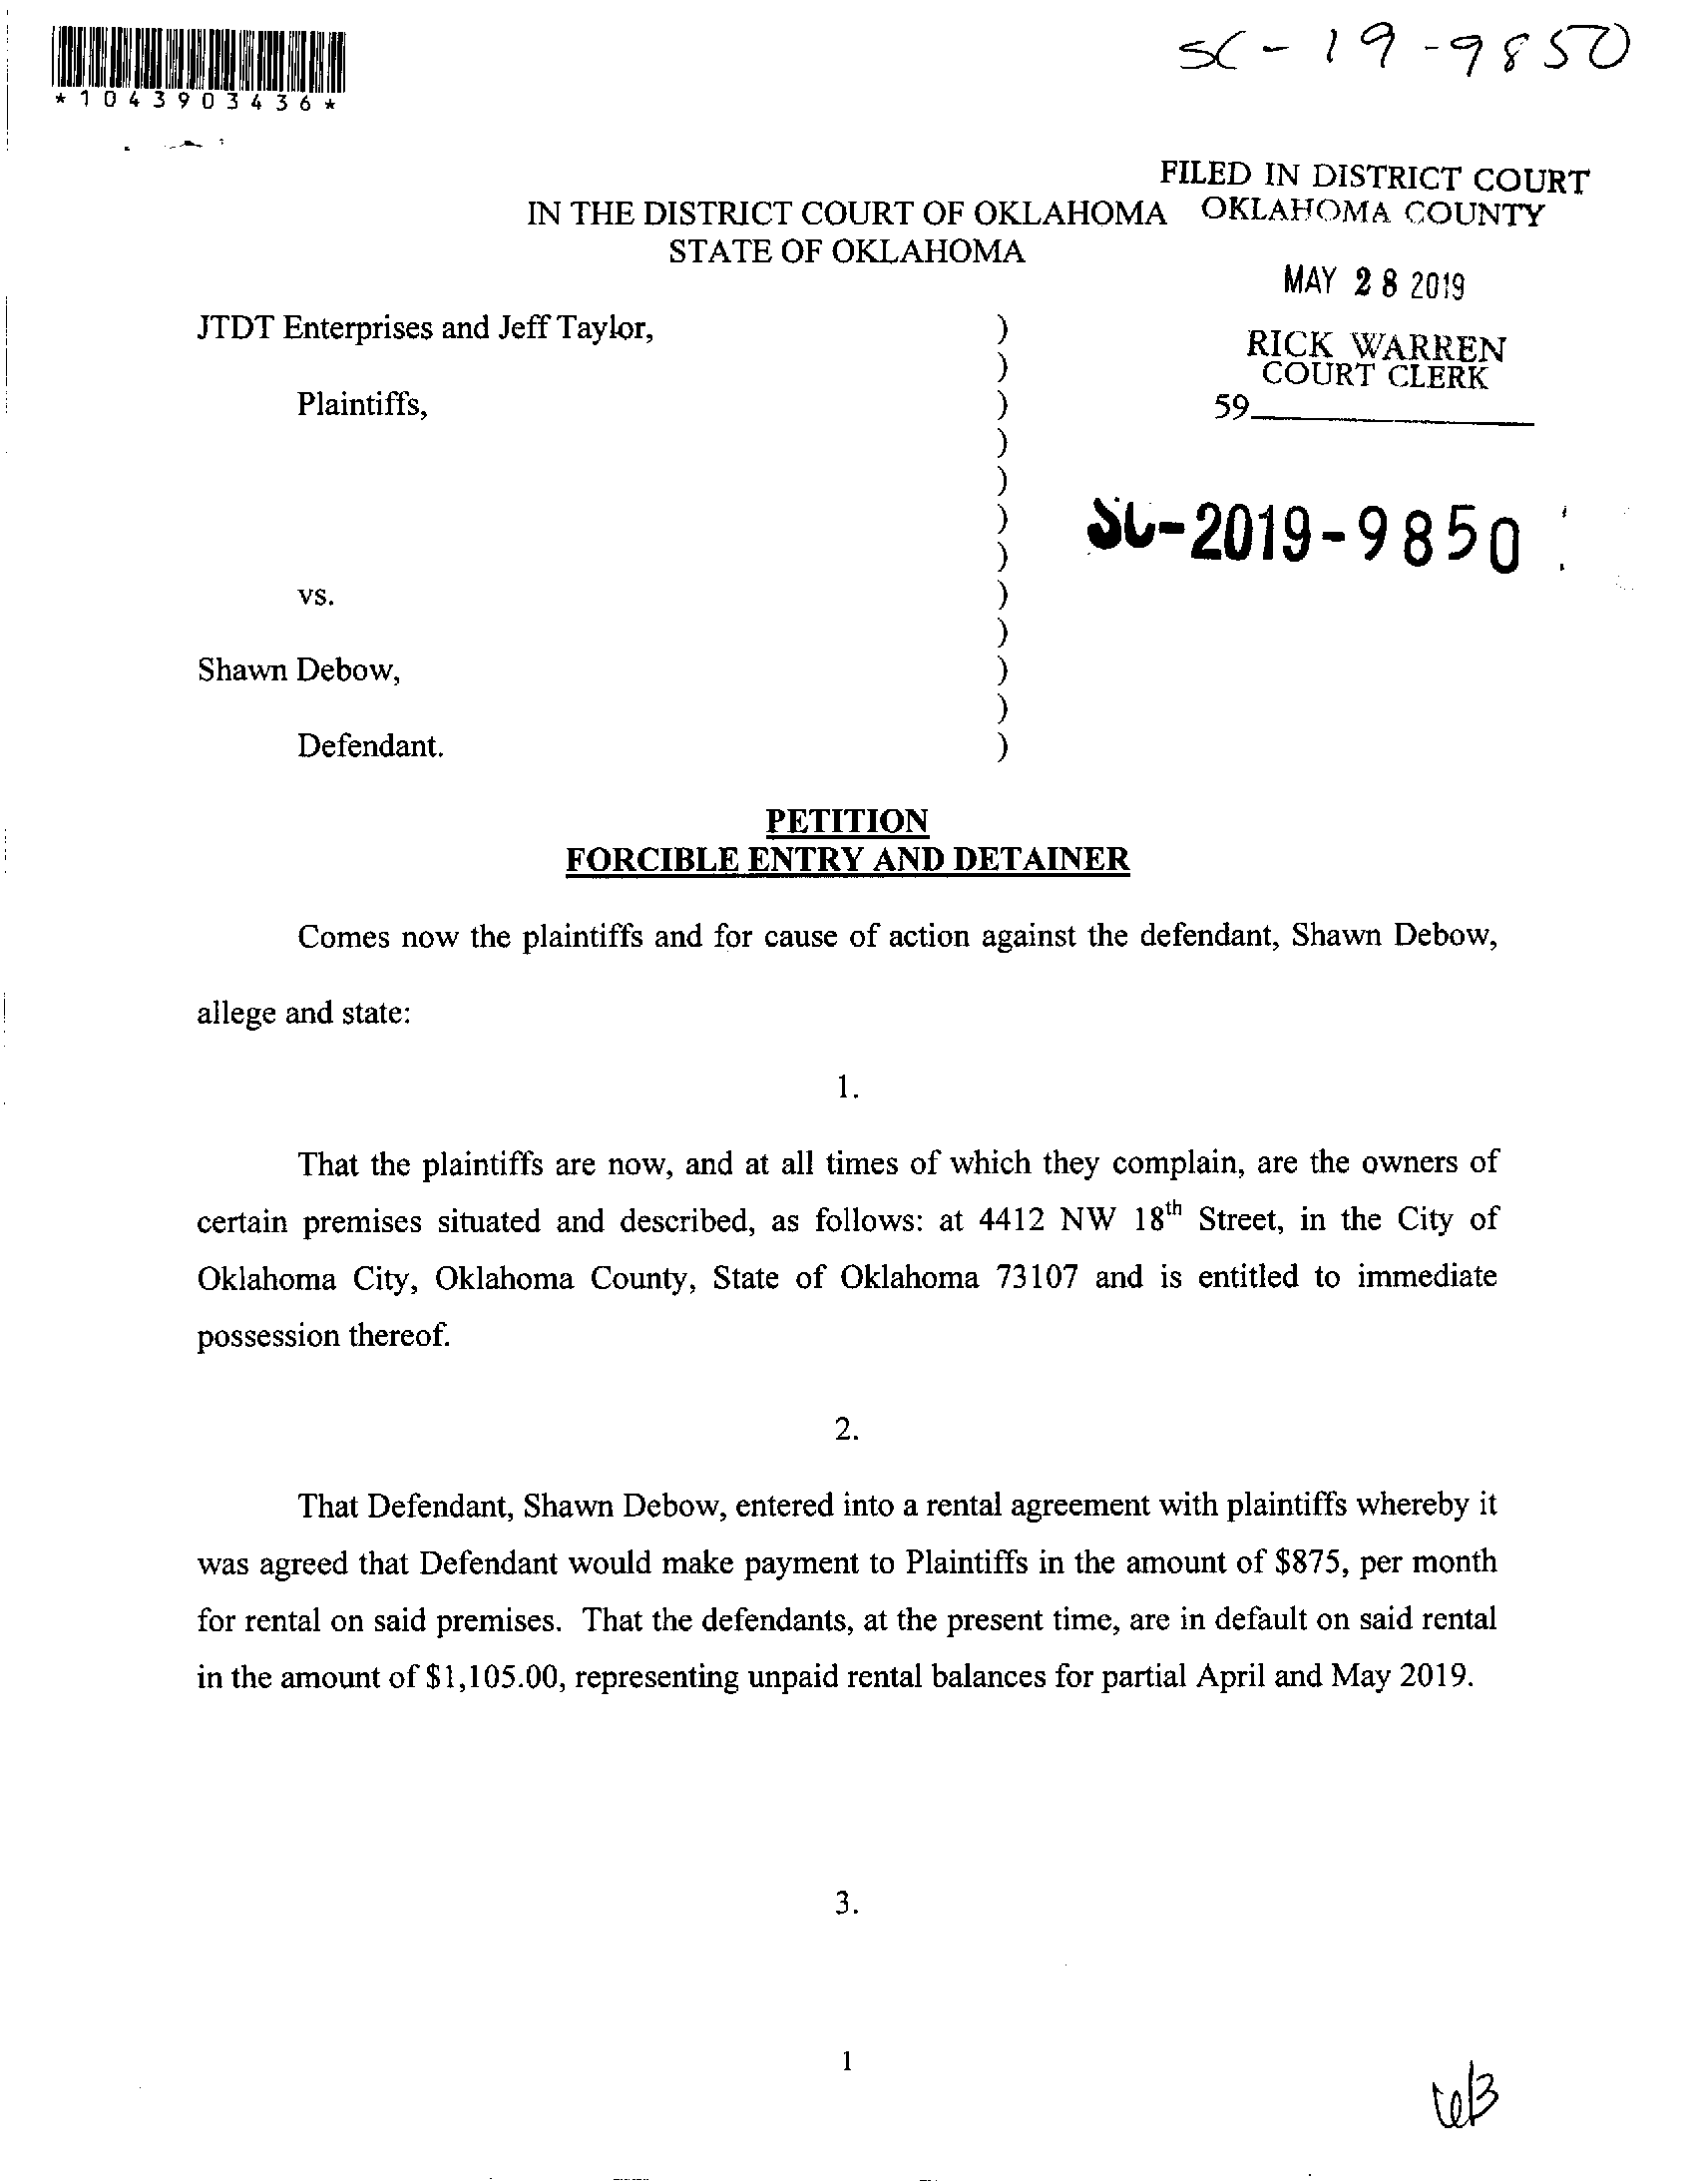 SC-19-9850
*1043903436*
FILED IN DISTRICT COURT
OKLAHOMA COUNTY
IN THE DISTRICT COURT OF OKLAHOMA
STATE OF OKLAHOMA
MAY 28 2019
RICK WARREN
COURT CLERK
59
JTDT Enterprises and Jeff Taylor, )
)
Plaintiffs, )
)
)
)
)
SC-2019-9850
vs. )
)
Shawn Debow, )
)
Defendant. )
PETITION
FORCIBLE ENTRY AND DETAINER
Comes now the plaintiffs and for cause of action against the defendant, Shawn Debow,
allege and state:
1.
That the plaintiffs are now, and at all times of which they complain, are the owners of
certain premises situated and described, as follows: at 4412 NW 18th Street, in the City of
Oklahoma City, Oklahoma County, State of Oklahoma 73107 and is entitled to immediate
possession thereof.
2.
That Defendant, Shawn Debow, entered into a rental agreement with plaintiffs whereby it
was agreed that Defendant would make payment to Plaintiffs in the amount of $875, per month
for rental on said premises. That the defendants, at the present time, are in default on said rental
in the amount of $1,105.00, representing unpaid rental balances for partial April and May 2019.
3.
1